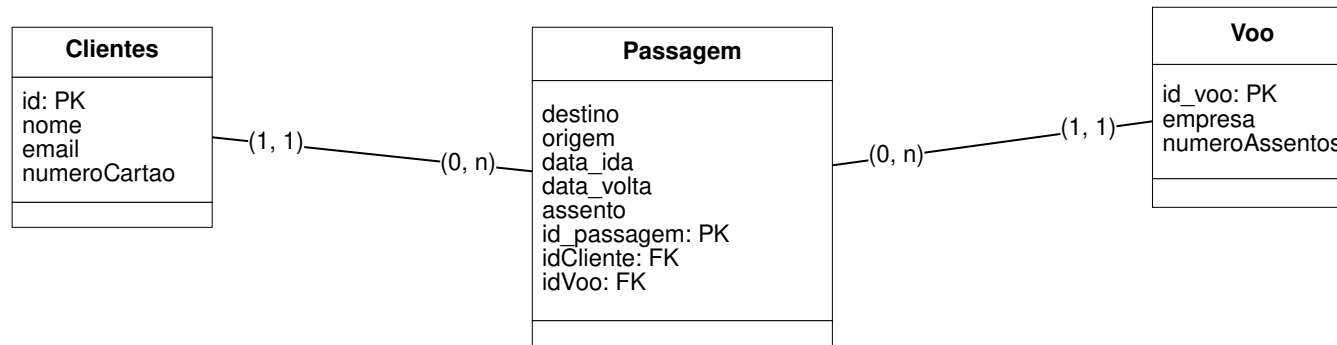 Clientes
id: PK
nome
email
numeroCartao
(1, 1)
(0, n)
Passagem
destino
origem
data_ida
data_volta
assento
id_passagem: PK
idCliente: FK
idVoo: FK
(0, n)
(1, 1)
Voo
id_voo: PK
empresa
numeroAssentos